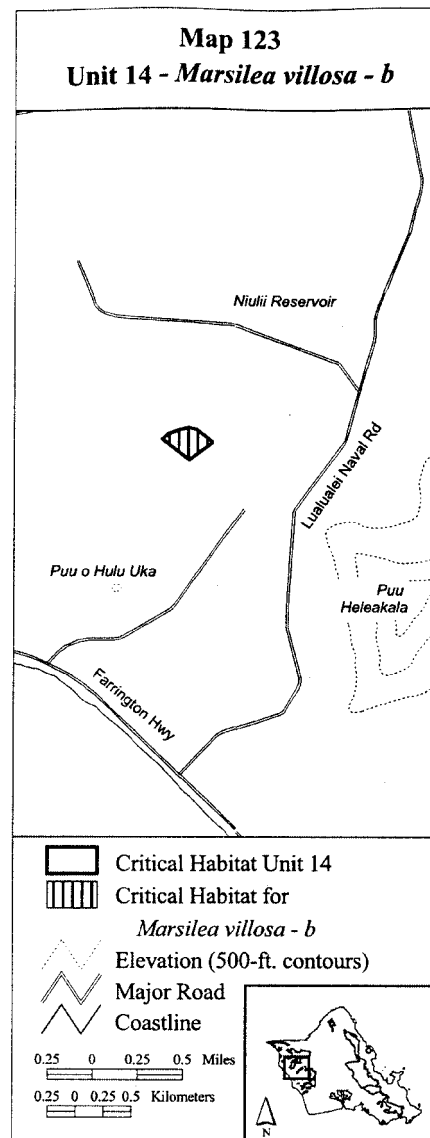 Map 123
Unit 14 - Marsilea villosa - b
Niulii Reservoir
Lualualei Naval Rd
Puu o Hulu Uka
Puu
Heleakala
Farrington Hwy
Critical Habitat Unit 14
Critical Habitat for
Marsilea villosa - b
Elevation (500-ft. contours)
Major Road
Coastline
0.25 0 0.25 0.5 Miles
0.25 0 0.25 0.5 Kilometers
N